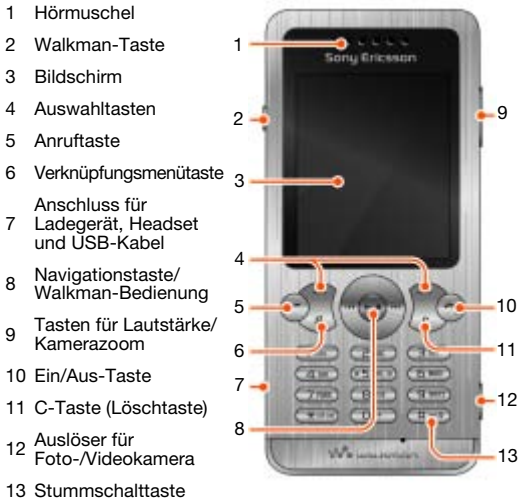 1 Hörmuschel
2 Walkman-Taste
3 Bildschirm
4 Auswahltasten
5 Anruftaste
6 Verknüpfungsmenütaste
7 Anschluss für
Ladegerät, Headset
und USB-Kabel
8 Navigationstaste/
Walkman-Bedienung
9 Tasten für Lautstärke/
Kamerazoom
10 Ein/Aus-Taste
11 C-Taste (Löschtaste)
12 Auslöser für
Foto-/Videokamera
13 Stummschalttaste
1
Sony Ericsson
2
9
3
4
5
10
6
11
7
12
8
13